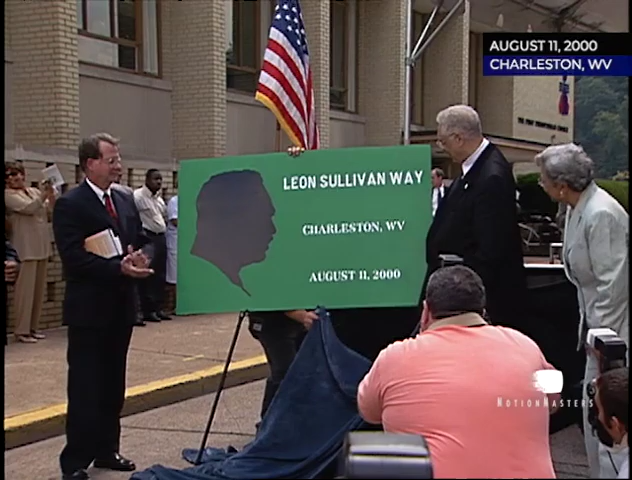 AUGUST 11, 2000
CHARLESTON, WV
LEON SULLIVAN WAY
CHARLESTON, WV
AUGUST 11, 2000
MOTIONMASTERS